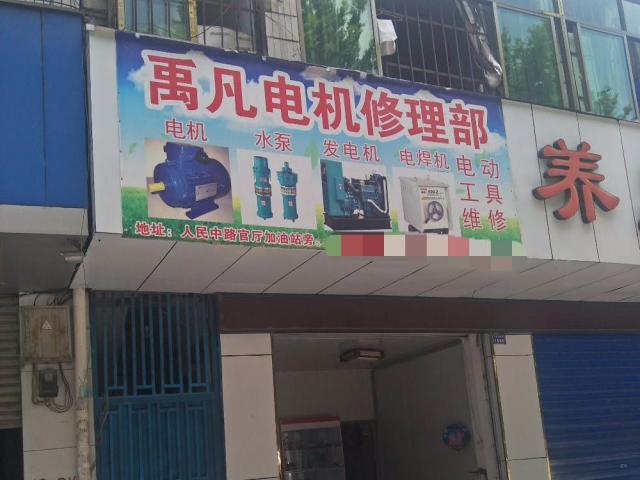 禹凡电机修理部
电机 水泵 发电机 电焊机 电动
工具
维修
地址：人民中路官厅加油站旁
养